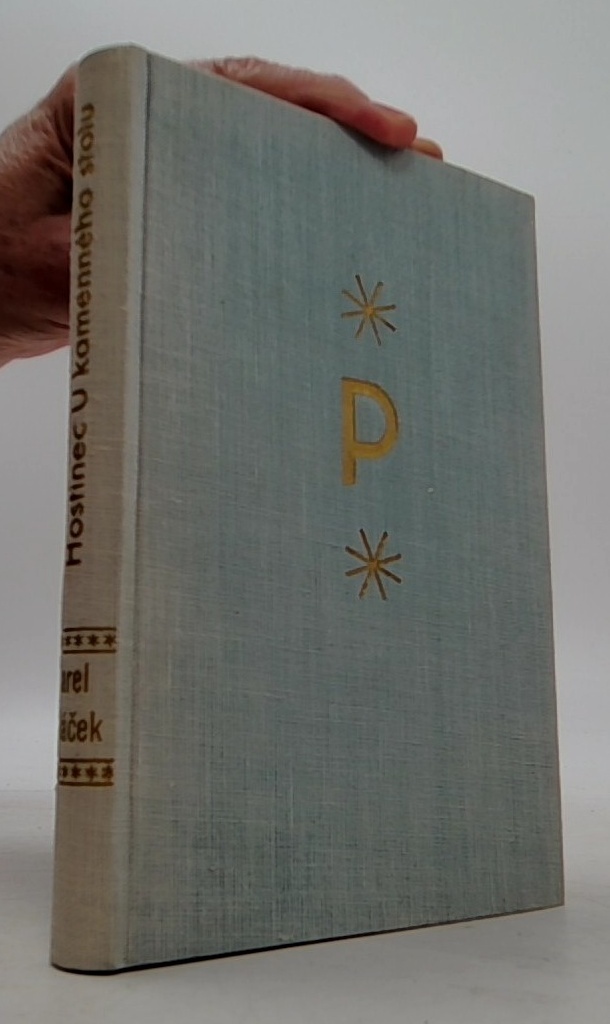 Hostinec U kamenného stolu
arel
áček
P